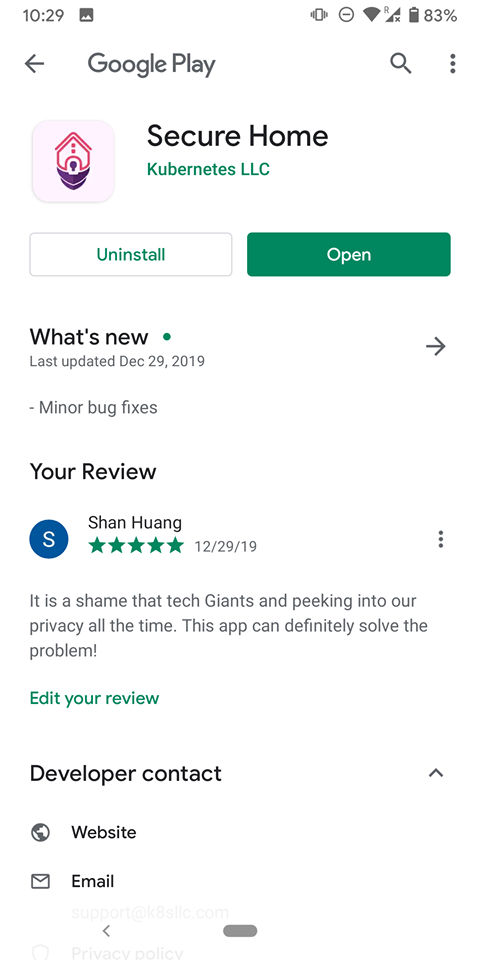 10:29
R
83%
Google Play
Secure Home
Kubernetes LLC
Uninstall
Open
What's new
Last updated Dec 29, 2019
- Minor bug fixes
Your Review
S
Shan Huang
12/29/19
It is a shame that tech Giants and peeking into our
privacy all the time. This app can definitely solve the
problem!
Edit your review
Developer contact
Website
Email
support@k8sllc.com
Privacy policy